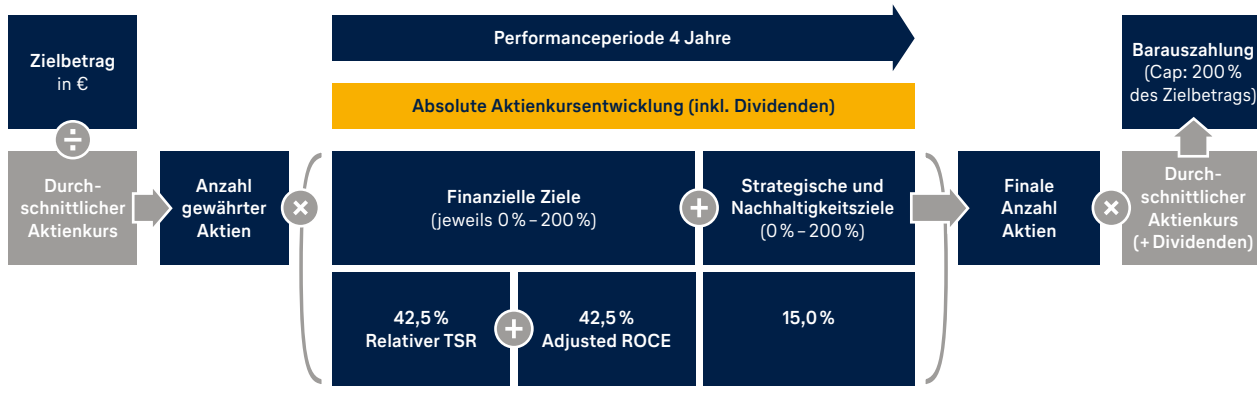 Zielbetrag
in €
÷
Durch-
schnittlicher
Aktienkurs
Anzahl
gewährter
Aktien
×
Performanceperiode 4 Jahre
Absolute Aktienkursentwicklung (inkl. Dividenden)
Finanzielle Ziele
(jeweils 0 % – 200 %)
+
Strategische und
Nachhaltigkeitsziele
(0 % – 200 %)
42,5 %
Relativer TSR
+
42,5 %
Adjusted ROCE
15,0 %
Finale
Anzahl
Aktien
×
Durch-
schnittlicher
Aktienkurs
(+ Dividenden)
Barauszahlung
(Cap: 200 %
des Zielbetrags)